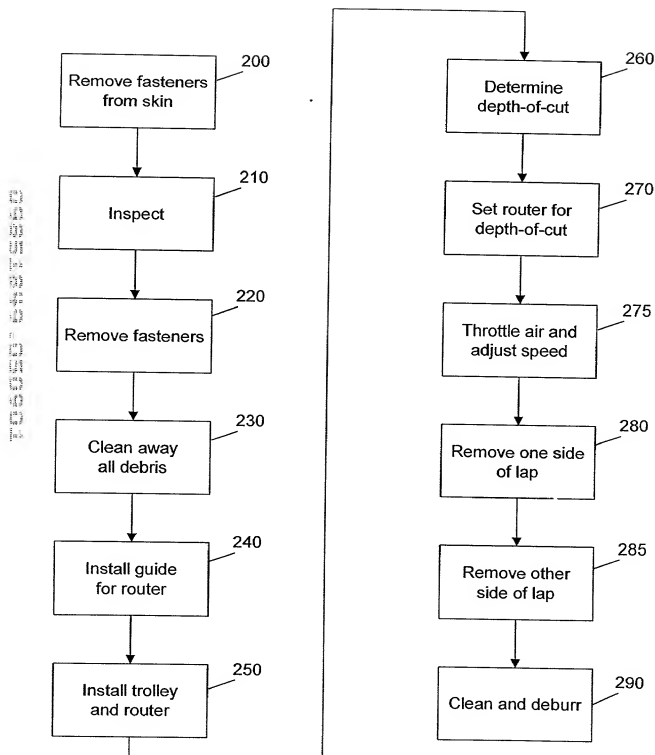 200
Remove fasteners
from skin
210
Inspect
220
Remove fasteners
230
Clean away
all debris
240
Install guide
for router
250
Install trolley
and router
260
Determine
depth-of-cut
270
Set router for
depth-of-cut
275
Throttle air and
adjust speed
280
Remove one side
of lap
285
Remove other
side of lap
290
Clean and deburr